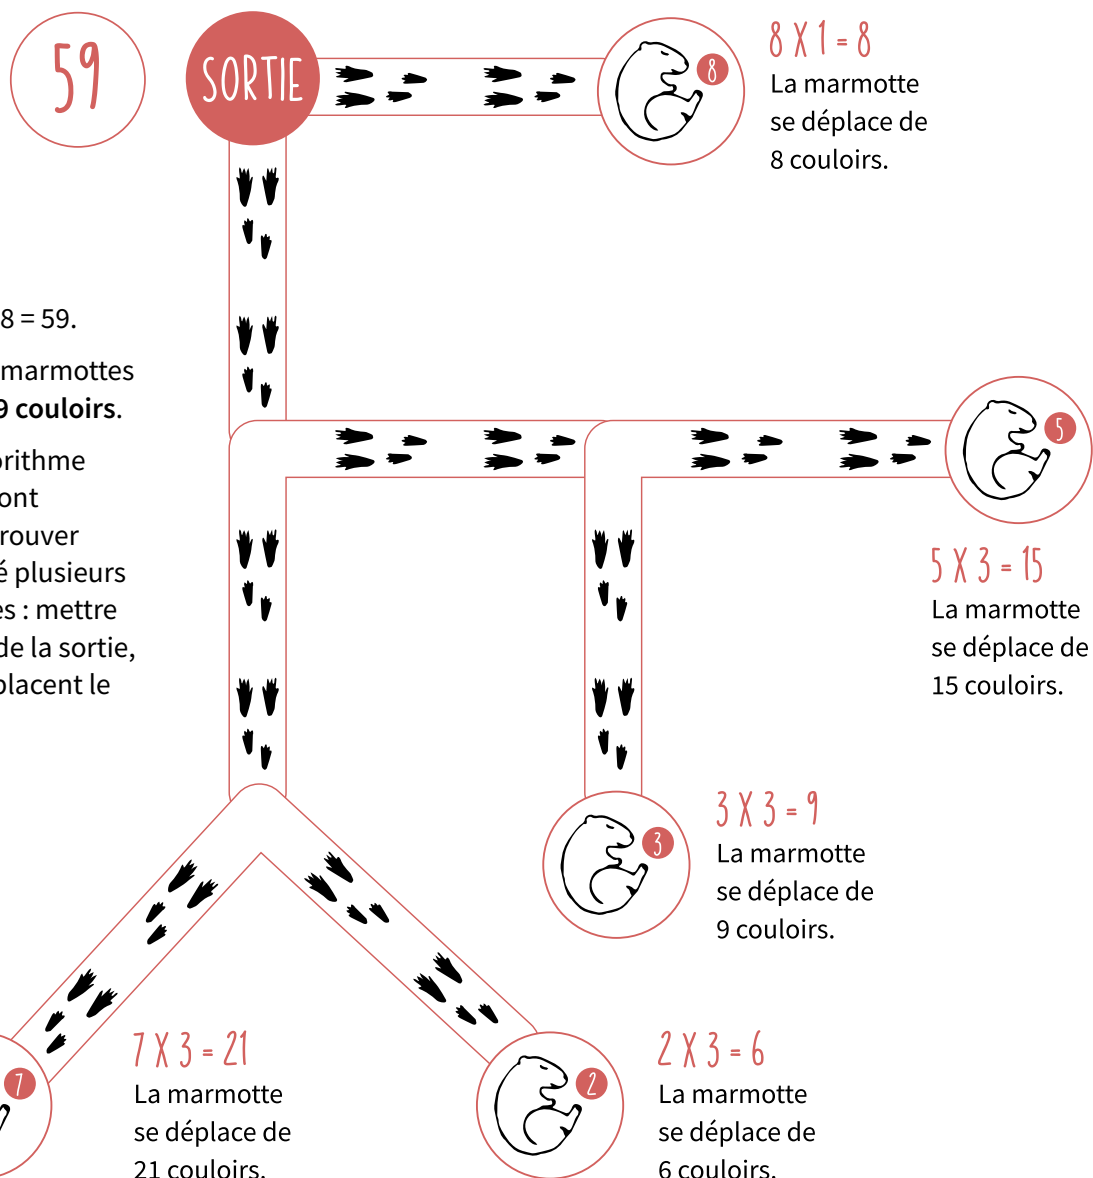 59
SORTIE
8
8 X 1 = 8
La marmotte
se déplace de
8 couloirs.
8 = 59.
marmottes
9 couloirs.
orithme
ont
rouver
é plusieurs
es : mettre
de la sortie,
placent le
5
5 X 3 = 15
La marmotte
se déplace de
15 couloirs.
3
3 X 3 = 9
La marmotte
se déplace de
9 couloirs.
7
7 X 3 = 21
La marmotte
se déplace de
21 couloirs.
2
2 X 3 = 6
La marmotte
se déplace de
6 couloirs.